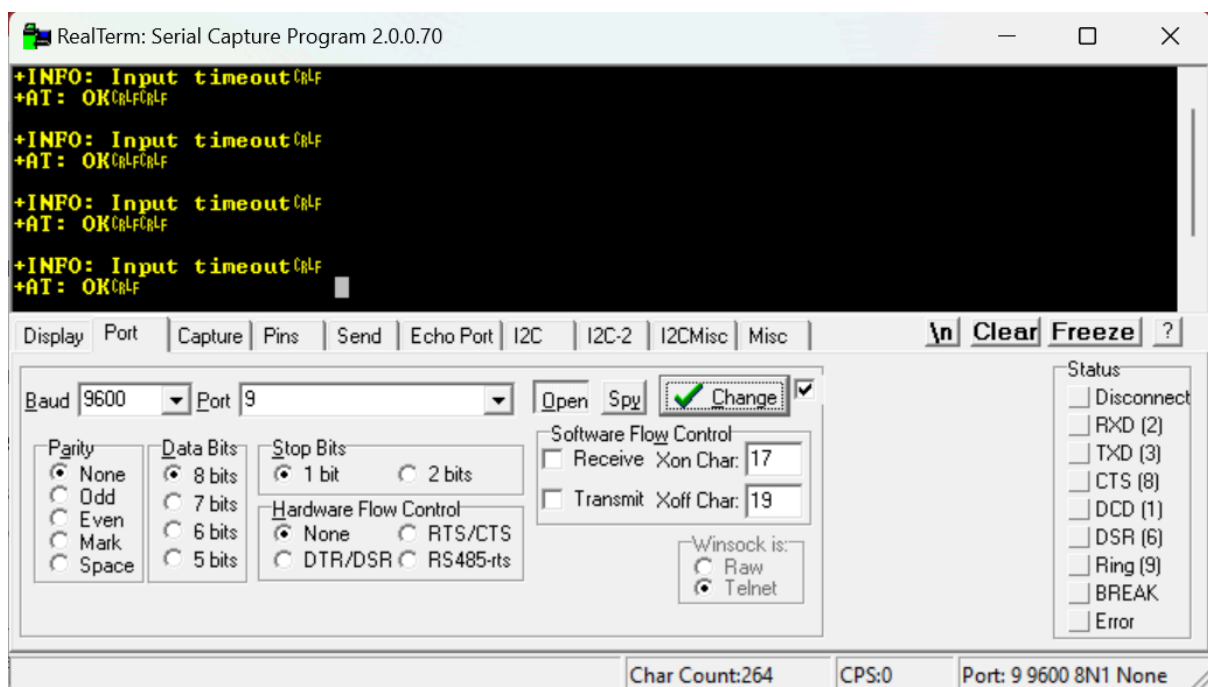 RealTerm: Serial Capture Program 2.0.0.70
+INFO: Input timeoutCRLF
+AT: OKCRLFCRLF
+INFO: Input timeoutCRLF
+AT: OKCRLFCRLF
+INFO: Input timeoutCRLF
+AT: OKCRLFCRLF
+INFO: Input timeoutCRLF
+AT: OKCRLF
Display Port Capture Pins Send Echo Port I2C I2C-2 I2CMisc Misc \n Clear Freeze ?
Baud 9600 Port 9 Open Spy Change
Parity
None
Odd
Even
Mark
Space
Data Bits
8 bits
7 bits
6 bits
5 bits
Stop Bits
1 bit 2 bits
Hardware Flow Control
None RTS/CTS
DTR/DSR RS485-rts
Software Flow Control
Receive Xon Char: 17
Transmit Xoff Char: 19
Winsock is:
Raw
Telnet
Status
Disconnect
RXD (2)
TXD (3)
CTS (8)
DCD (1)
DSR (6)
Ring (9)
BREAK
Error
Char Count:264 CPS:0 Port: 9 9600 8N1 None